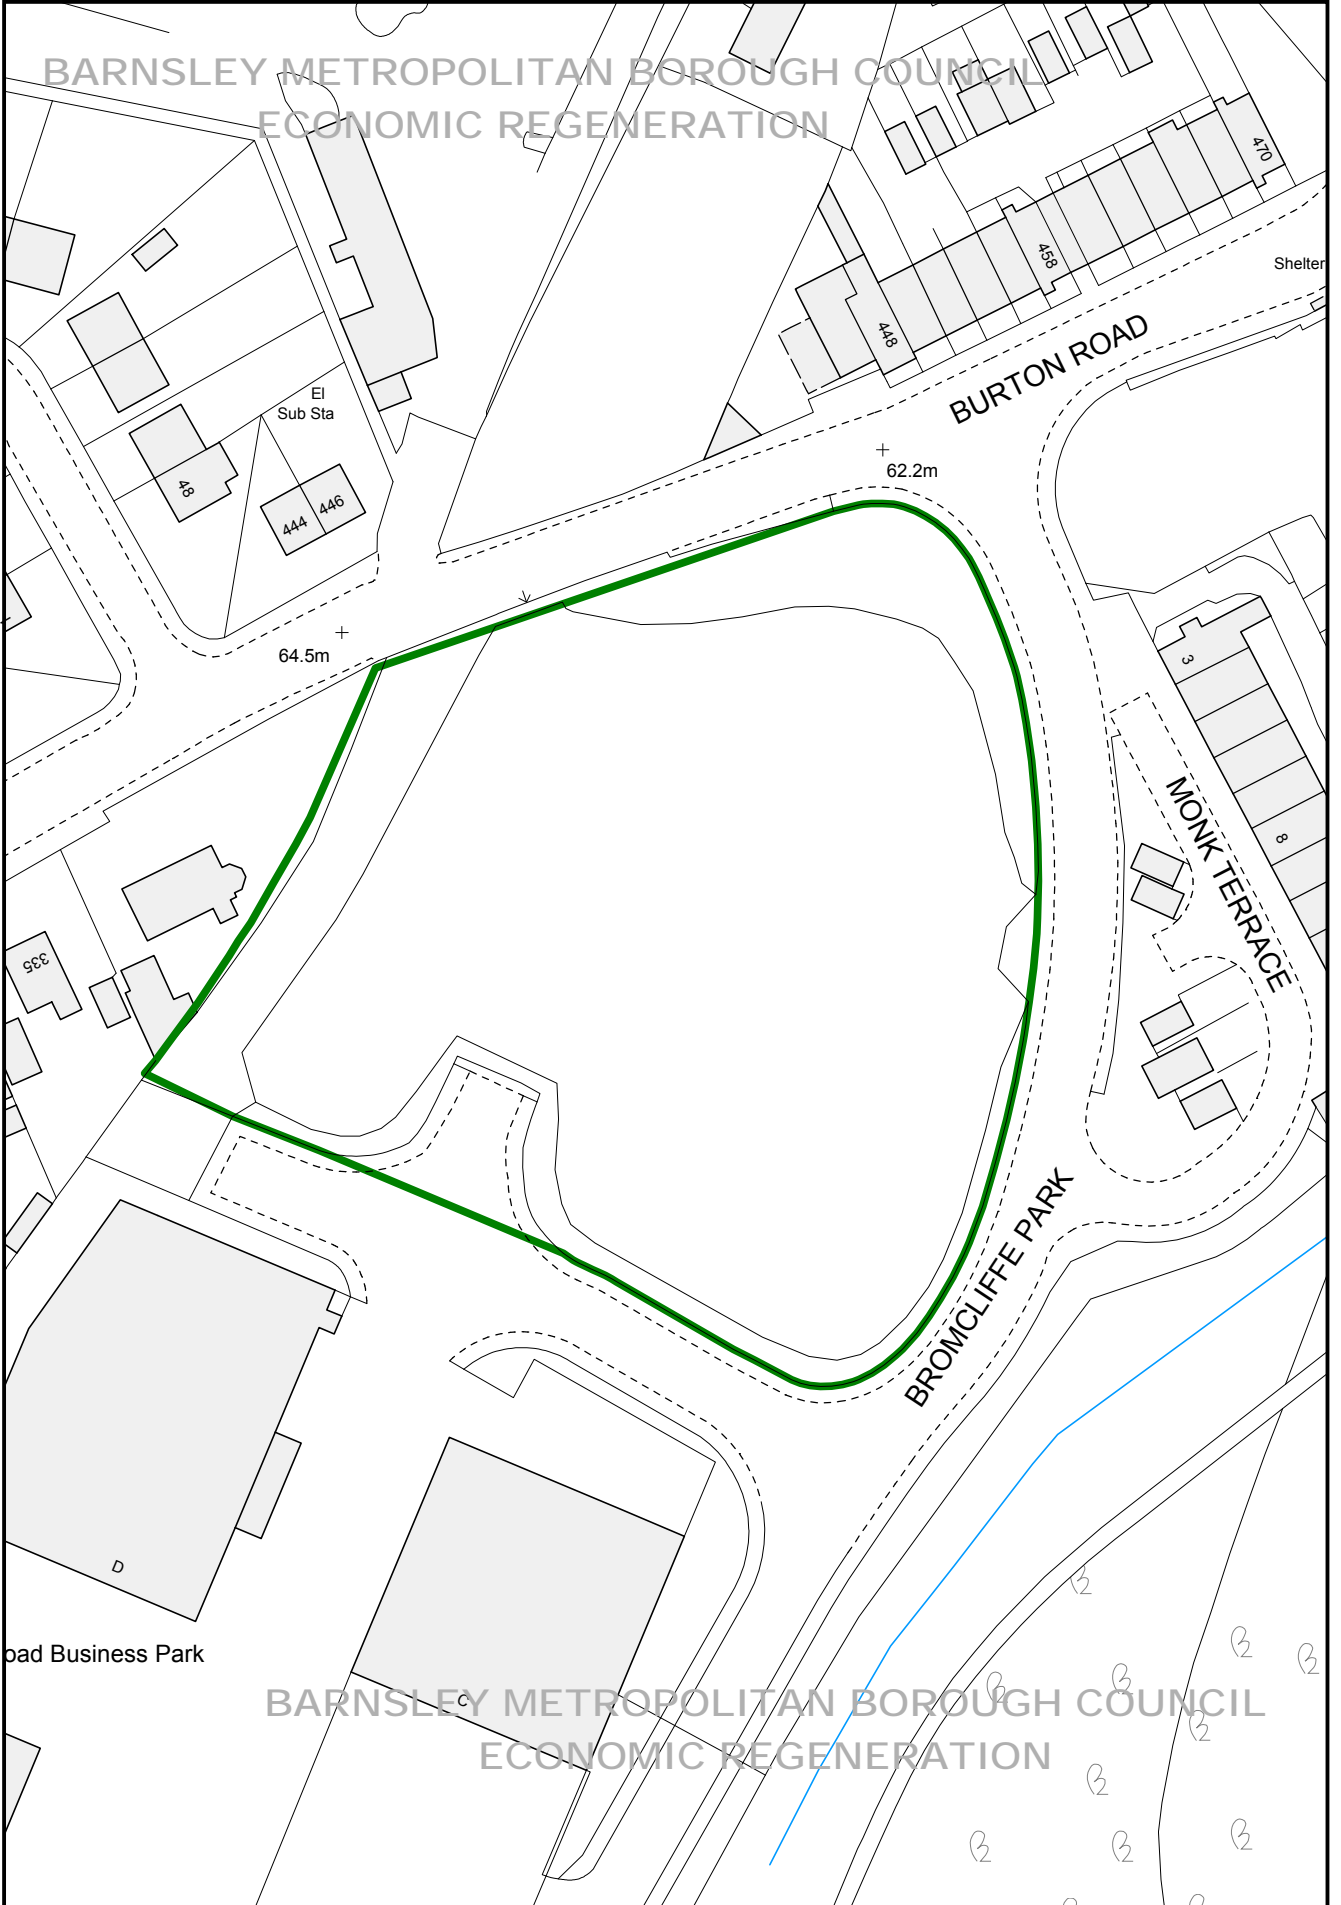 BARNSLEY METROPOLITAN BOROUGH COUNCIL
ECONOMIC REGENERATION
470
458
Shelter
448
BURTON ROAD
El
Sub Sta
62.2m
48
446
444
64.5m
3
MONK TERRACE
8
335
BROMCLIFFE PARK
D
oad Business Park
C
BARNSLEY METROPOLITAN BOROUGH COUNCIL
ECONOMIC REGENERATION